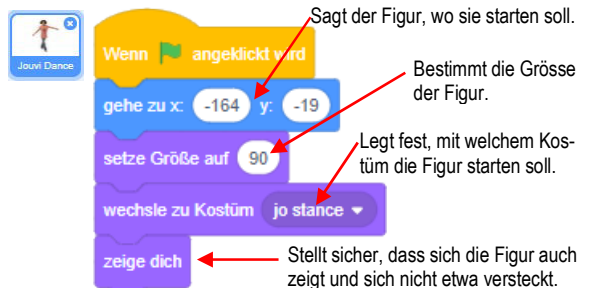 Sagt der Figur, wo sie starten soll.
Jouvi Dance
Wenn angeklickt wird
Bestimmt die Grösse
der Figur.
gehe zu x: -164 y: -19
Legt fest, mit welchem Kos-
tüm die Figur starten soll.
setze Größe auf 90
wechsle zu Kostüm jo stance
zeige dich
Stellt sicher, dass sich die Figur auch
zeigt und sich nicht etwa versteckt.